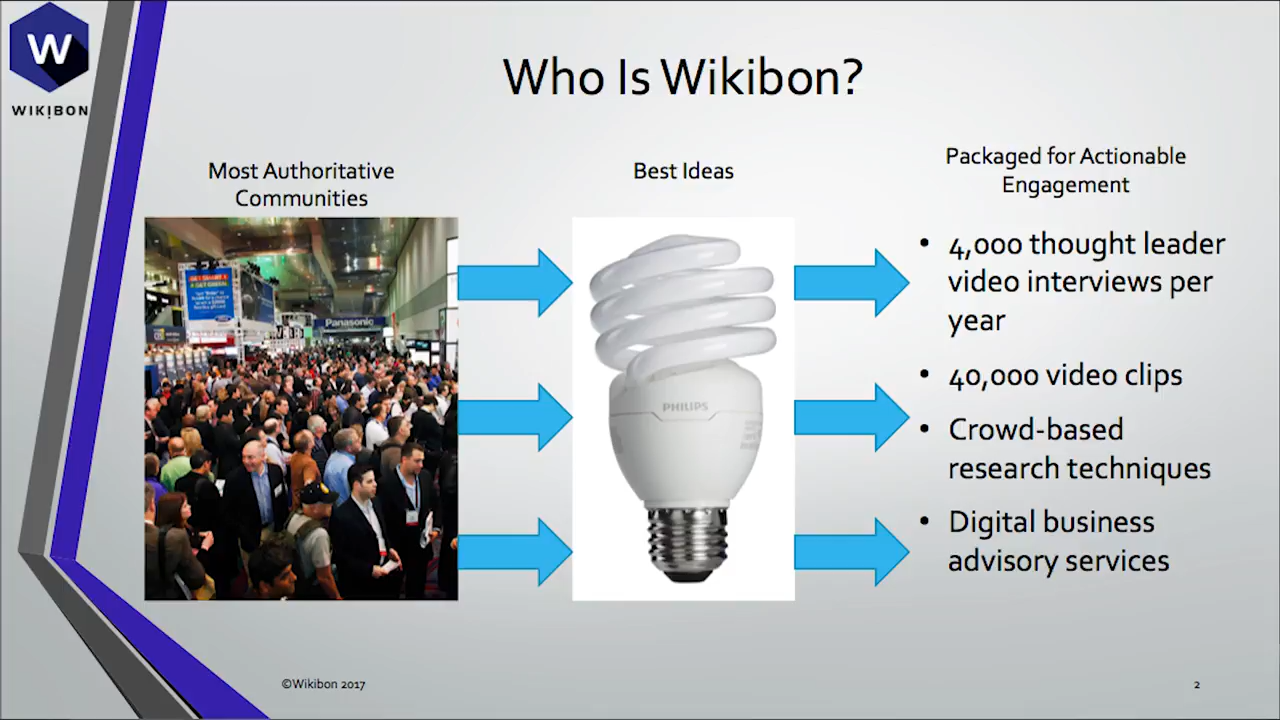 W
WIKIBON
Who Is Wikibon?
Most Authoritative
Communities
Best Ideas
Packaged for Actionable
Engagement
Panasonic
PHILIPS
• 4,000 thought leader
video interviews per
year
• 40,000 video clips
• Crowd-based
research techniques
• Digital business
advisory services
©Wikibon 2017
2